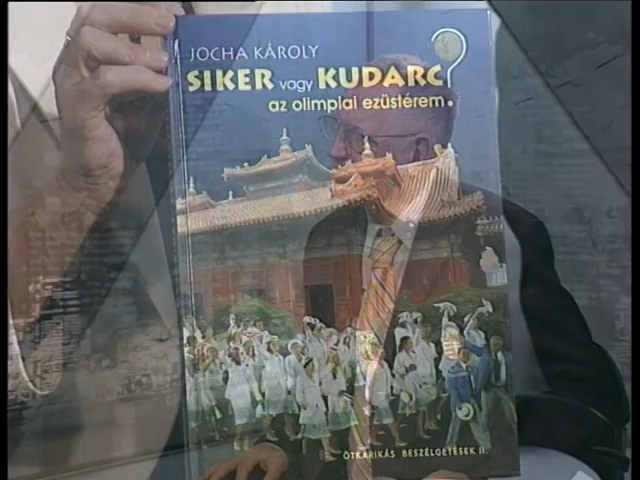 JOCHA KÁROLY
SIKER vagy KUDARC?
az olimpiai ezüstérem
ÖTKARIKÁS BESZÉLGETÉSEK II.